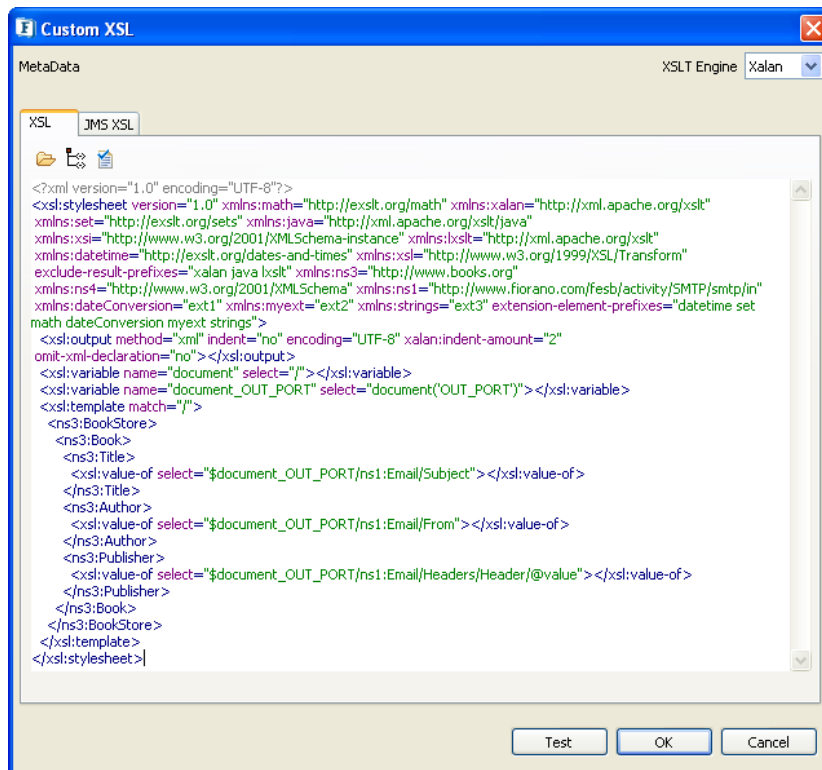 Custom XSL
MetaData
XSLT Engine Xalan
XSL
JMS XSL
<?xml version="1.0" encoding="UTF-8"?>
<xsl:stylesheet version="1.0" xmlns:math="http://exslt.org/math" xmlns:xalan="http://xml.apache.org/xslt"
xmlns:set="http://exslt.org/sets" xmlns:java="http://xml.apache.org/xslt/java"
xmlns:xsi="http://www.w3.org/2001/XMLSchema-instance" xmlns:lxslt="http://xml.apache.org/xslt"
xmlns:datetime="http://exslt.org/dates-and-times" xmlns:xsl="http://www.w3.org/1999/XSL/Transform"
exclude-result-prefixes="xalan java lxslt" xmlns:ns3="http://www.books.org"
xmlns:ns4="http://www.w3.org/2001/XMLSchema" xmlns:ns1="http://www.fiorano.com/fesb/activity/SMTP/smtp/in"
xmlns:dateConversion="ext1" xmlns:myext="ext2" xmlns:strings="ext3" extension-element-prefixes="datetime set
math dateConversion myext strings">
<xsl:output method="xml" indent="no" encoding="UTF-8" xalan:indent-amount="2"
omit-xml-declaration="no"></xsl:output>
<xsl:variable name="document" select="/"></xsl:variable>
<xsl:variable name="document_OUT_PORT" select="document('OUT_PORT')"></xsl:variable>
<xsl:template match="/">
<ns3:BookStore>
<ns3:Book>
<ns3:Title>
<xsl:value-of select="$document_OUT_PORT/ns1:Email/Subject"></xsl:value-of>
</ns3:Title>
<ns3:Author>
<xsl:value-of select="$document_OUT_PORT/ns1:Email/From"></xsl:value-of>
</ns3:Author>
<ns3:Publisher>
<xsl:value-of select="$document_OUT_PORT/ns1:Email/Headers/Header/@value"></xsl:value-of>
</ns3:Publisher>
</ns3:Book>
</ns3:BookStore>
</xsl:template>
</xsl:stylesheet>
Test
OK
Cancel